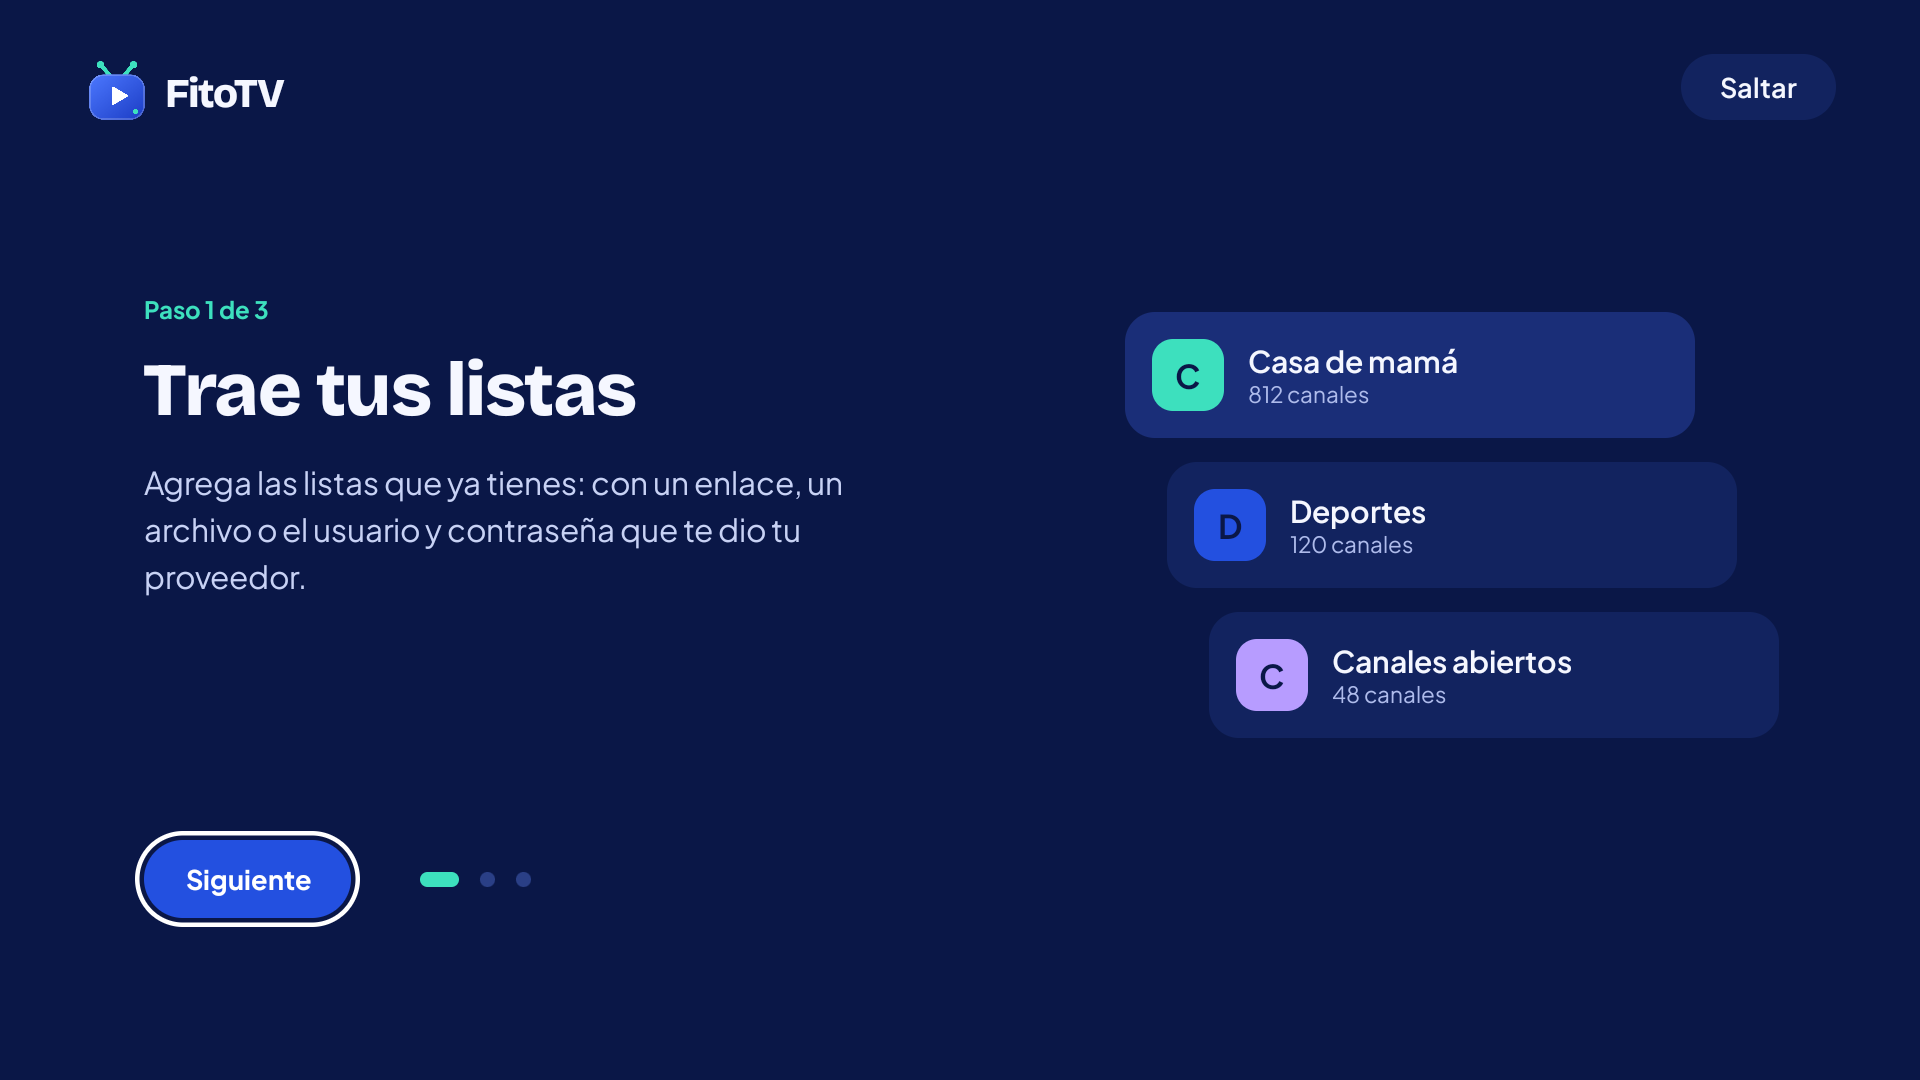 FitoTV
Saltar
Paso 1 de 3
Trae tus listas
Agrega las listas que ya tienes: con un enlace, un
archivo o el usuario y contraseña que te dio tu
proveedor.
C
Casa de mamá
812 canales
D
Deportes
120 canales
C
Canales abiertos
48 canales
Siguiente